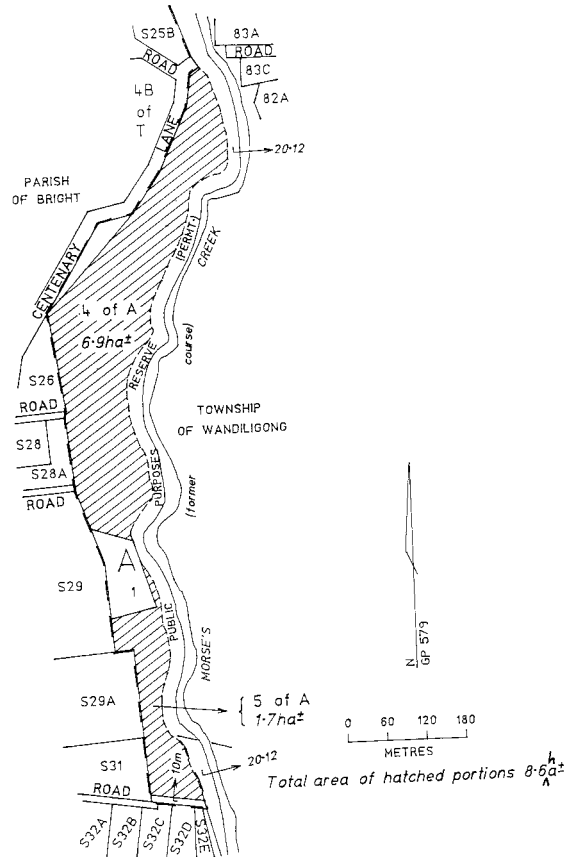 S25B
83A
ROAD
ROAD
83C
82A
4B
of
T
LANE
20·12
PARISH
OF BRIGHT
(PERMT.)
CREEK
CENTENARY
4 of A
6·9ha±
course)
RESERVE
S26
ROAD
TOWNSHIP
OF WANDILIGONG
S28
S28A
ROAD
PURPOSES
(former
A
1
S29
PUBLIC
MORSE'S
N
GP 579
S29A
5 of A
1·7ha±
0 60 120 180
METRES
S31
ROAD
10m
20·12
Total area of hatched portions 8·6ha±
S32A
S32B
S32C
S32D
S32E